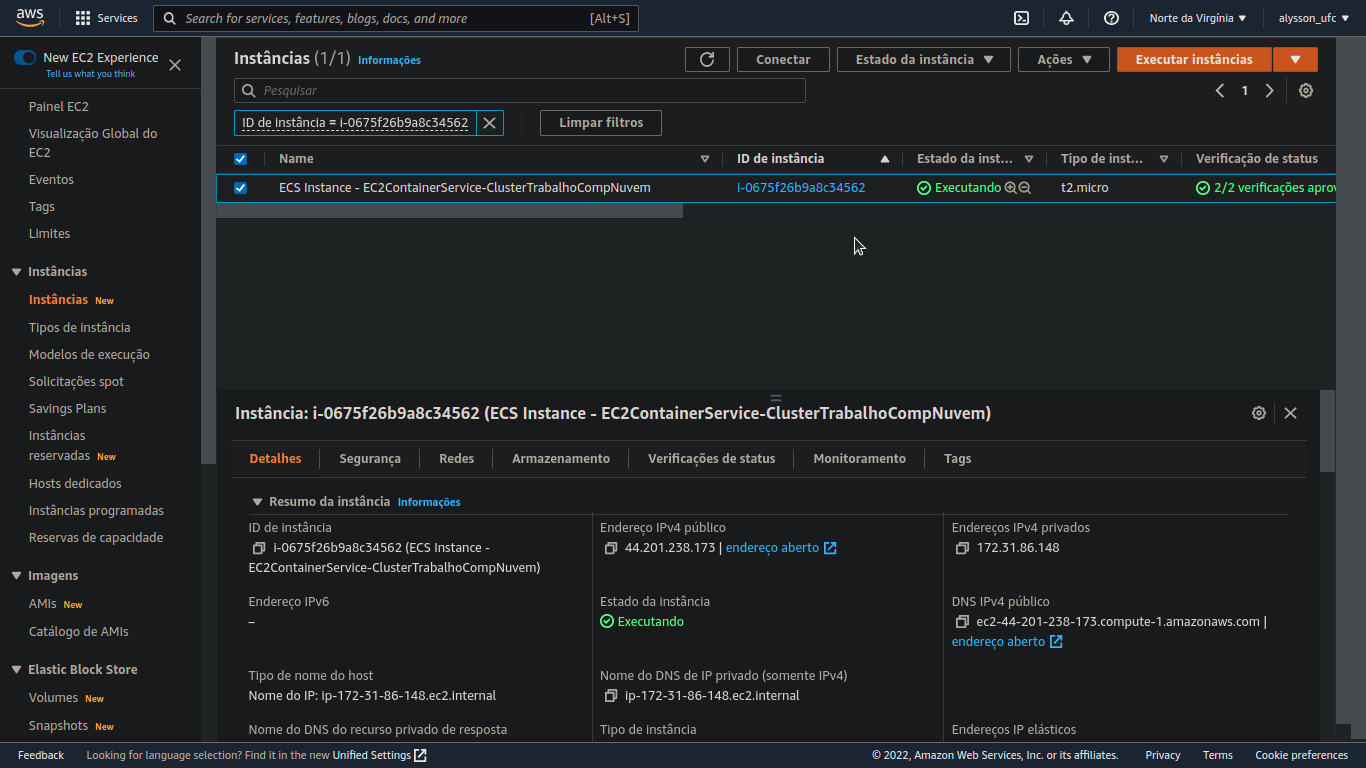 aws
Services
Search for services, features, blogs, docs, and more
[Alt+S]
Norte da Virgínia
alysson_ufc
New EC2 Experience
Tell us what you think
Painel EC2
Visualização Global do
EC2
Eventos
Tags
Limites
Instâncias
Instâncias New
Tipos de instância
Modelos de execução
Solicitações spot
Savings Plans
Instâncias
reservadas New
Hosts dedicados
Instâncias programadas
Reservas de capacidade
Imagens
AMIs New
Catálogo de AMIs
Elastic Block Store
Volumes New
Snapshots New
Instâncias (1/1) Informações
Conectar
Estado da instância
Ações
Executar instâncias
Pesquisar
1
ID de instância = i-0675f26b9a8c34562
Limpar filtros
Name
ID de instância
Estado da inst...
Tipo de inst...
Verificação de status
ECS Instance - EC2ContainerService-ClusterTrabalhoCompNuvem
i-0675f26b9a8c34562
Executando
t2.micro
2/2 verificações aprov
Instância: i-0675f26b9a8c34562 (ECS Instance - EC2ContainerService-ClusterTrabalhoCompNuvem)
Detalhes
Segurança
Redes
Armazenamento
Verificações de status
Monitoramento
Tags
Resumo da instância Informações
ID de instância
i-0675f26b9a8c34562 (ECS Instance -
EC2ContainerService-ClusterTrabalhoCompNuvem)
Endereço IPv4 público
44.201.238.173 | endereço aberto
Endereços IPv4 privados
172.31.86.148
Endereço IPv6
–
Estado da instância
Executando
DNS IPv4 público
ec2-44-201-238-173.compute-1.amazonaws.com |
endereço aberto
Tipo de nome do host
Nome do IP: ip-172-31-86-148.ec2.internal
Nome do DNS de IP privado (somente IPv4)
ip-172-31-86-148.ec2.internal
Nome do DNS do recurso privado de resposta
Tipo de instância
Endereços IP elásticos
Feedback
Looking for language selection? Find it in the new Unified Settings
© 2022, Amazon Web Services, Inc. or its affiliates.
Privacy
Terms
Cookie preferences